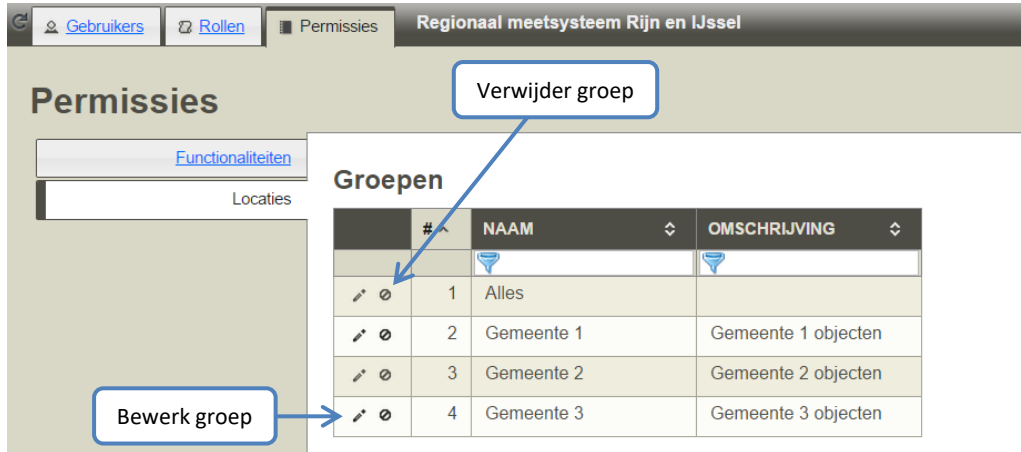 Gebruikers Rollen Permissies Regionaal meetsysteem Rijn en IJssel
Verwijder groep
Permissies
Functionaliteiten
Locaties
Groepen
# NAAM OMSCHRIJVING
1 Alles
2 Gemeente 1 Gemeente 1 objecten
3 Gemeente 2 Gemeente 2 objecten
4 Gemeente 3 Gemeente 3 objecten
Bewerk groep